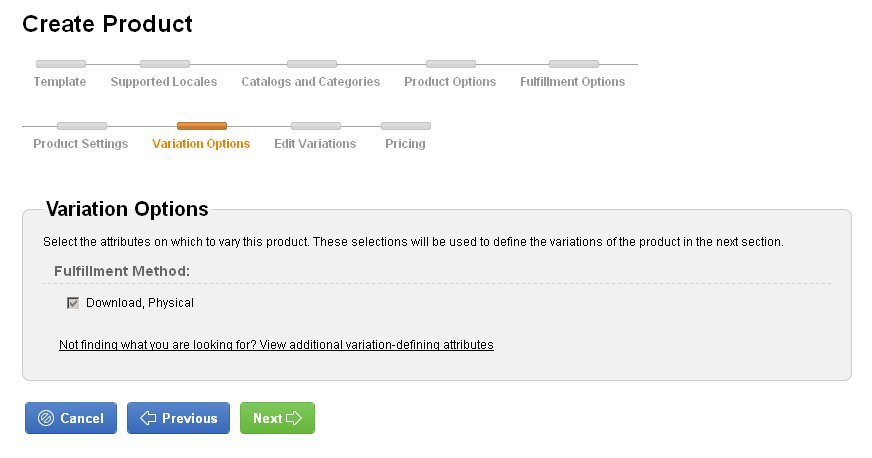 Create Product
Template Supported Locales Catalogs and Categories Product Options Fulfillment Options
Product Settings Variation Options Edit Variations Pricing
Variation Options
Select the attributes on which to vary this product. These selections will be used to define the variations of the product in the next section.
Fulfillment Method:
Download, Physical
Not finding what you are looking for? View additional variation-defining attributes
Cancel Previous Next